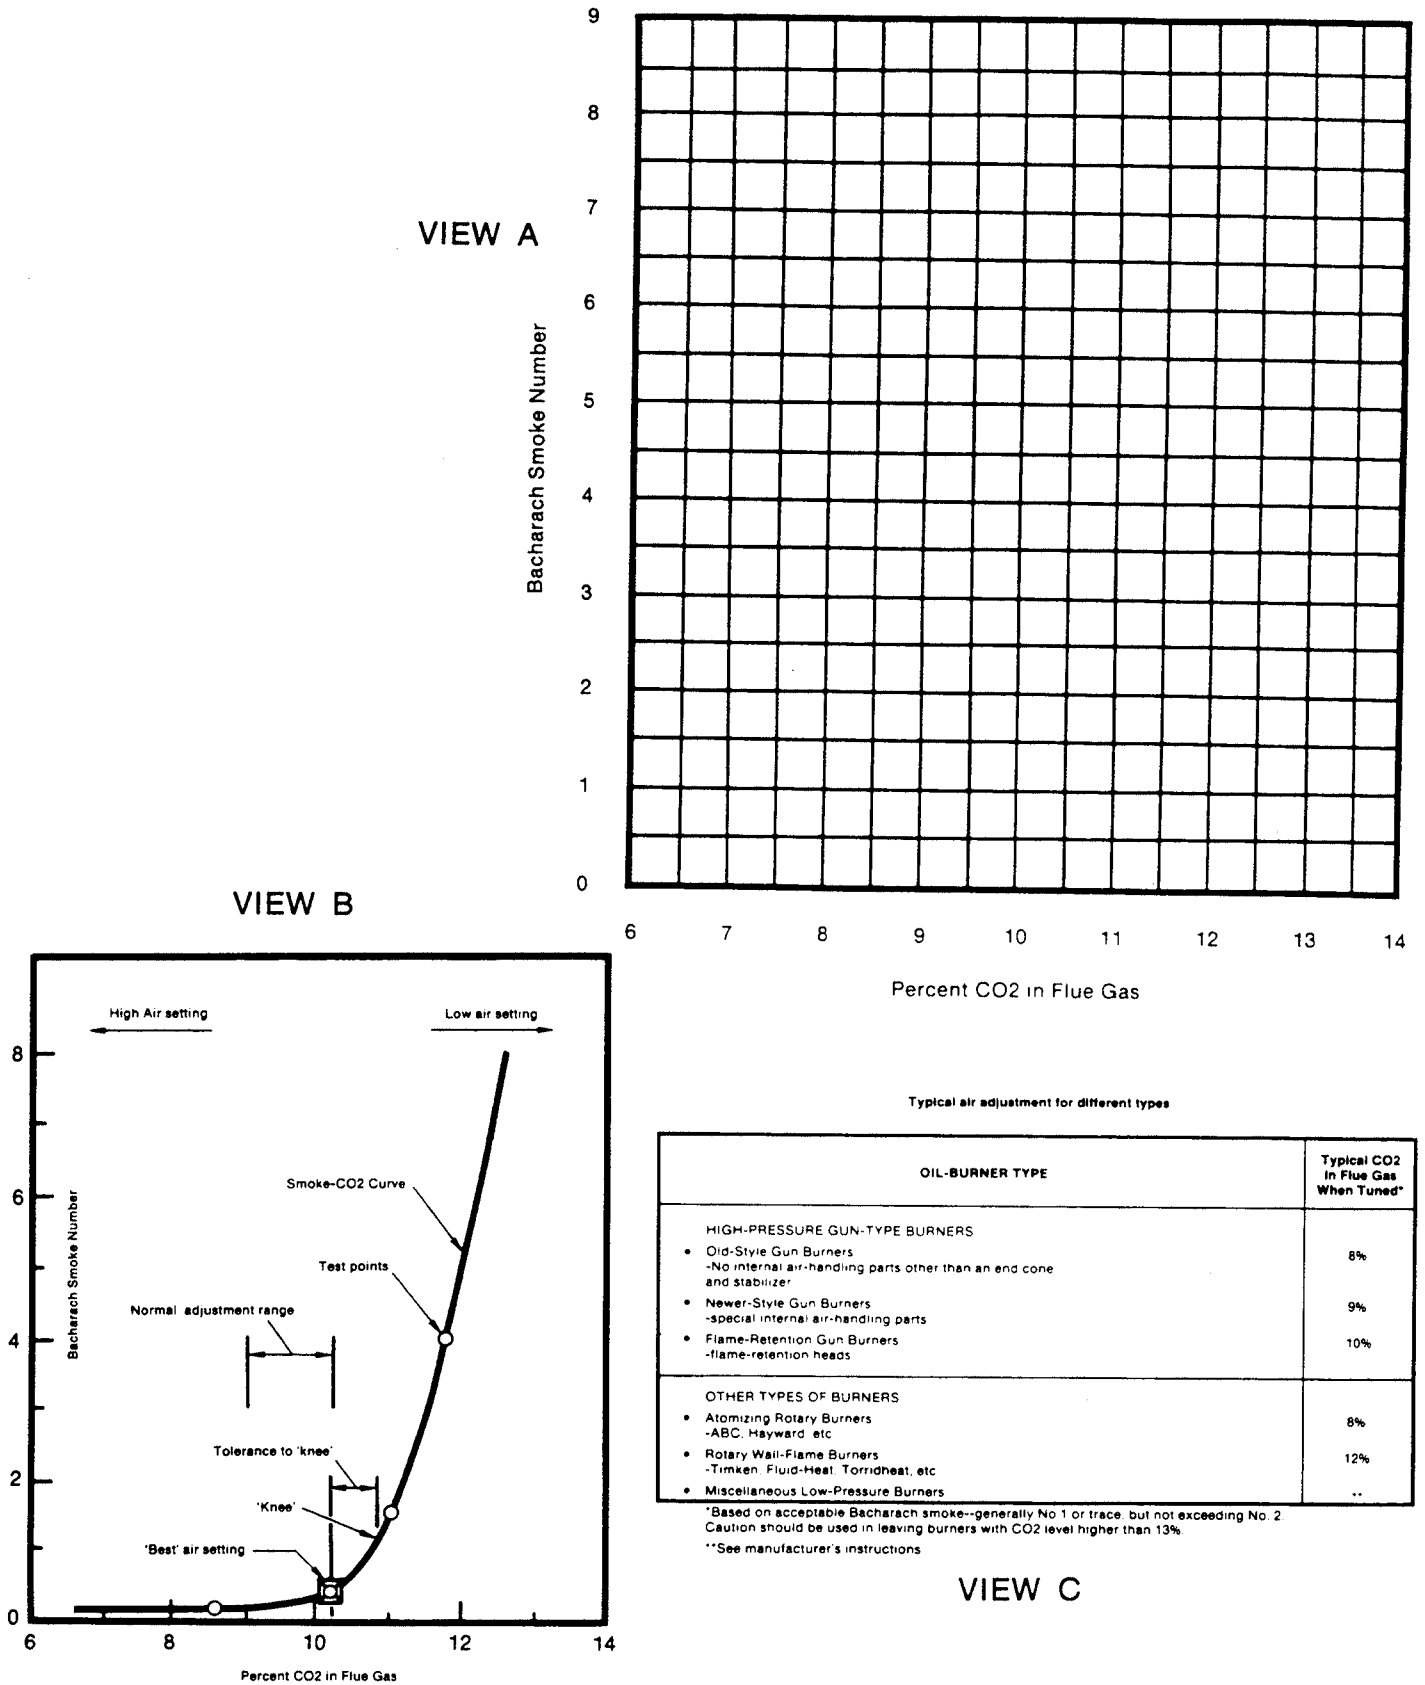 VIEW A
Bacharach Smoke Number
9
8
7
6
5
4
3
2
1
0
6 7 8 9 10 11 12 13 14
Percent CO2 in Flue Gas
VIEW B
High Air setting
Low air setting
Smoke-CO2 Curve
Test points
Normal adjustment range
Tolerance to 'knee'
'Knee'
'Best' air setting
Bacharach Smoke Number
8
6
4
2
0
6 8 10 12 14
Percent CO2 in Flue Gas
Typical air adjustment for different types
OIL-BURNER TYPE
Typical CO2
in Flue Gas
When Tuned*
HIGH-PRESSURE GUN-TYPE BURNERS
• Old-Style Gun Burners 8%
-No internal air-handling parts other than an end cone
and stabilizer
• Newer-Style Gun Burners 9%
-special internal air-handling parts
• Flame-Retention Gun Burners 10%
-flame-retention heads
OTHER TYPES OF BURNERS
• Atomizing Rotary Burners 8%
-ABC, Hayward, etc
• Rotary Wall-Flame Burners 12%
-Timken, Fluid-Heat, Torridheat, etc
• Miscellaneous Low-Pressure Burners **
*Based on acceptable Bacharach smoke--generally No 1 or trace, but not exceeding No. 2.
Caution should be used in leaving burners with CO2 level higher than 13%.
**See manufacturer's instructions
VIEW C